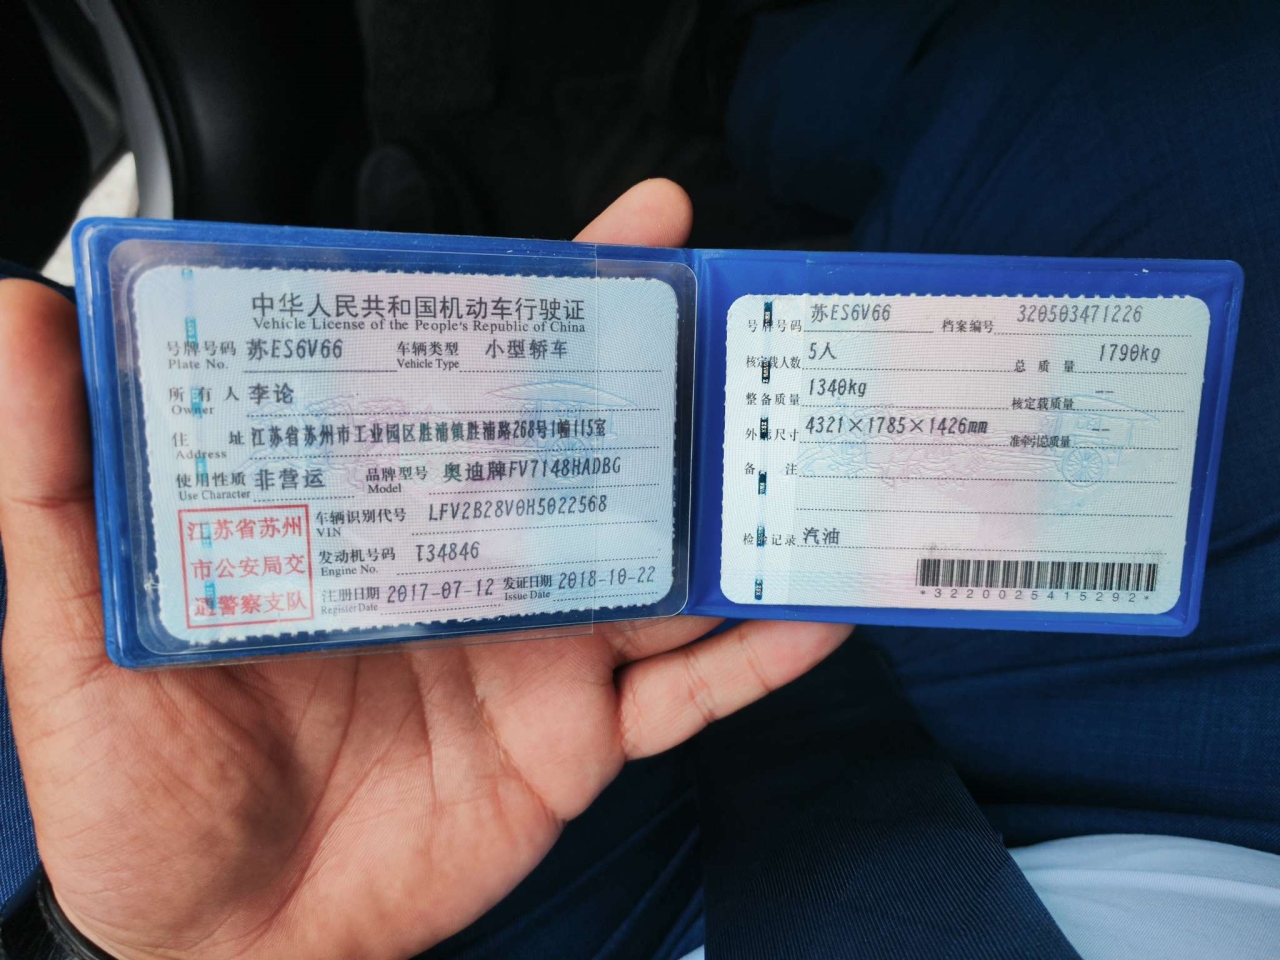 中华人民共和国机动车行驶证
Vehicle License of the People's Republic of China
号牌号码 苏ES6V66 车辆类型 小型轿车
Plate No. Vehicle Type
所有人 李论
Owner
住址 江苏省苏州市工业园区胜浦镇胜浦路268号1幢115室
Address
使用性质 非营运 品牌型号 奥迪牌FV7148HADBG
Use Character Model
江苏省苏州
市公安局交
通警察支队
车辆识别代号 LFV2B28V0H5022568
VIN
发动机号码 T34846
Engine No.
注册日期 2017-07-12 发证日期 2018-10-22
Register Date Issue Date
号牌号码 苏ES6V66 档案编号 320503471226
核定载人数 5人 总质量 1790kg
整备质量 1340kg 核定载质量 --
外廓尺寸 4321×1785×1426mm 准牵引总质量 --
备注
检验记录 汽油
*3220025415292*